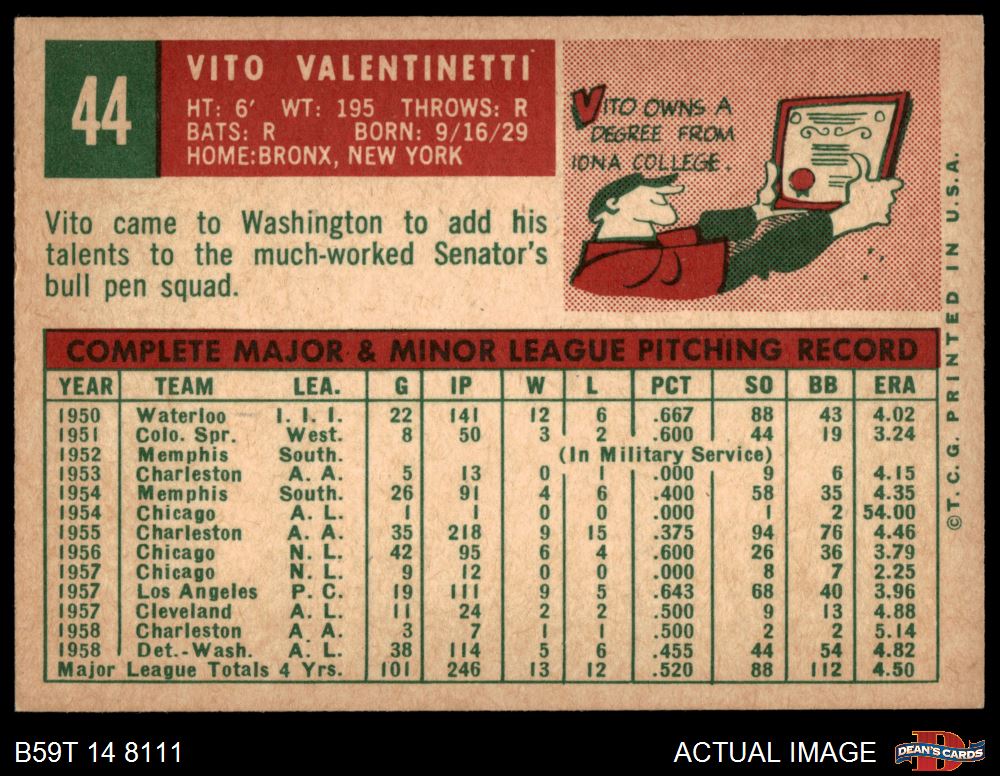 44
VITO VALENTINETTI
HT: 6' WT: 195 THROWS: R
BATS: R BORN: 9/16/29
HOME:BRONX, NEW YORK
VITO OWNS A
DEGREE FROM
IONA COLLEGE.
Vito came to Washington to add his
talents to the much-worked Senator's
bull pen squad.
COMPLETE MAJOR & MINOR LEAGUE PITCHING RECORD
YEAR TEAM LEA. G IP W L PCT SO BB ERA
1950 Waterloo I. I. I. 22 141 12 6 .667 88 43 4.02
1951 Colo. Spr. West. 8 50 3 2 .600 44 19 3.24
1952 Memphis South. (In Military Service)
1953 Charleston A. A. 5 13 0 1 .000 9 6 4.15
1954 Memphis South. 26 91 4 6 .400 58 35 4.35
1954 Chicago A. L. 1 1 0 0 .000 1 2 54.00
1955 Charleston A. A. 35 218 9 15 .375 94 76 4.46
1956 Chicago N. L. 42 95 6 4 .600 26 36 3.79
1957 Chicago N. L. 9 12 0 0 .000 8 7 2.25
1957 Los Angeles P. C. 19 111 9 5 .643 68 40 3.96
1957 Cleveland A. L. 11 24 2 2 .500 9 13 4.88
1958 Charleston A. A. 3 7 1 1 .500 2 2 5.14
1958 Det.-Wash. A. L. 38 114 5 6 .455 44 54 4.82
Major League Totals 4 Yrs. 101 246 13 12 .520 88 112 4.50
©T.C.G. PRINTED IN U.S.A.
B59T 14 8111
ACTUAL IMAGE
DEAN'S CARDS